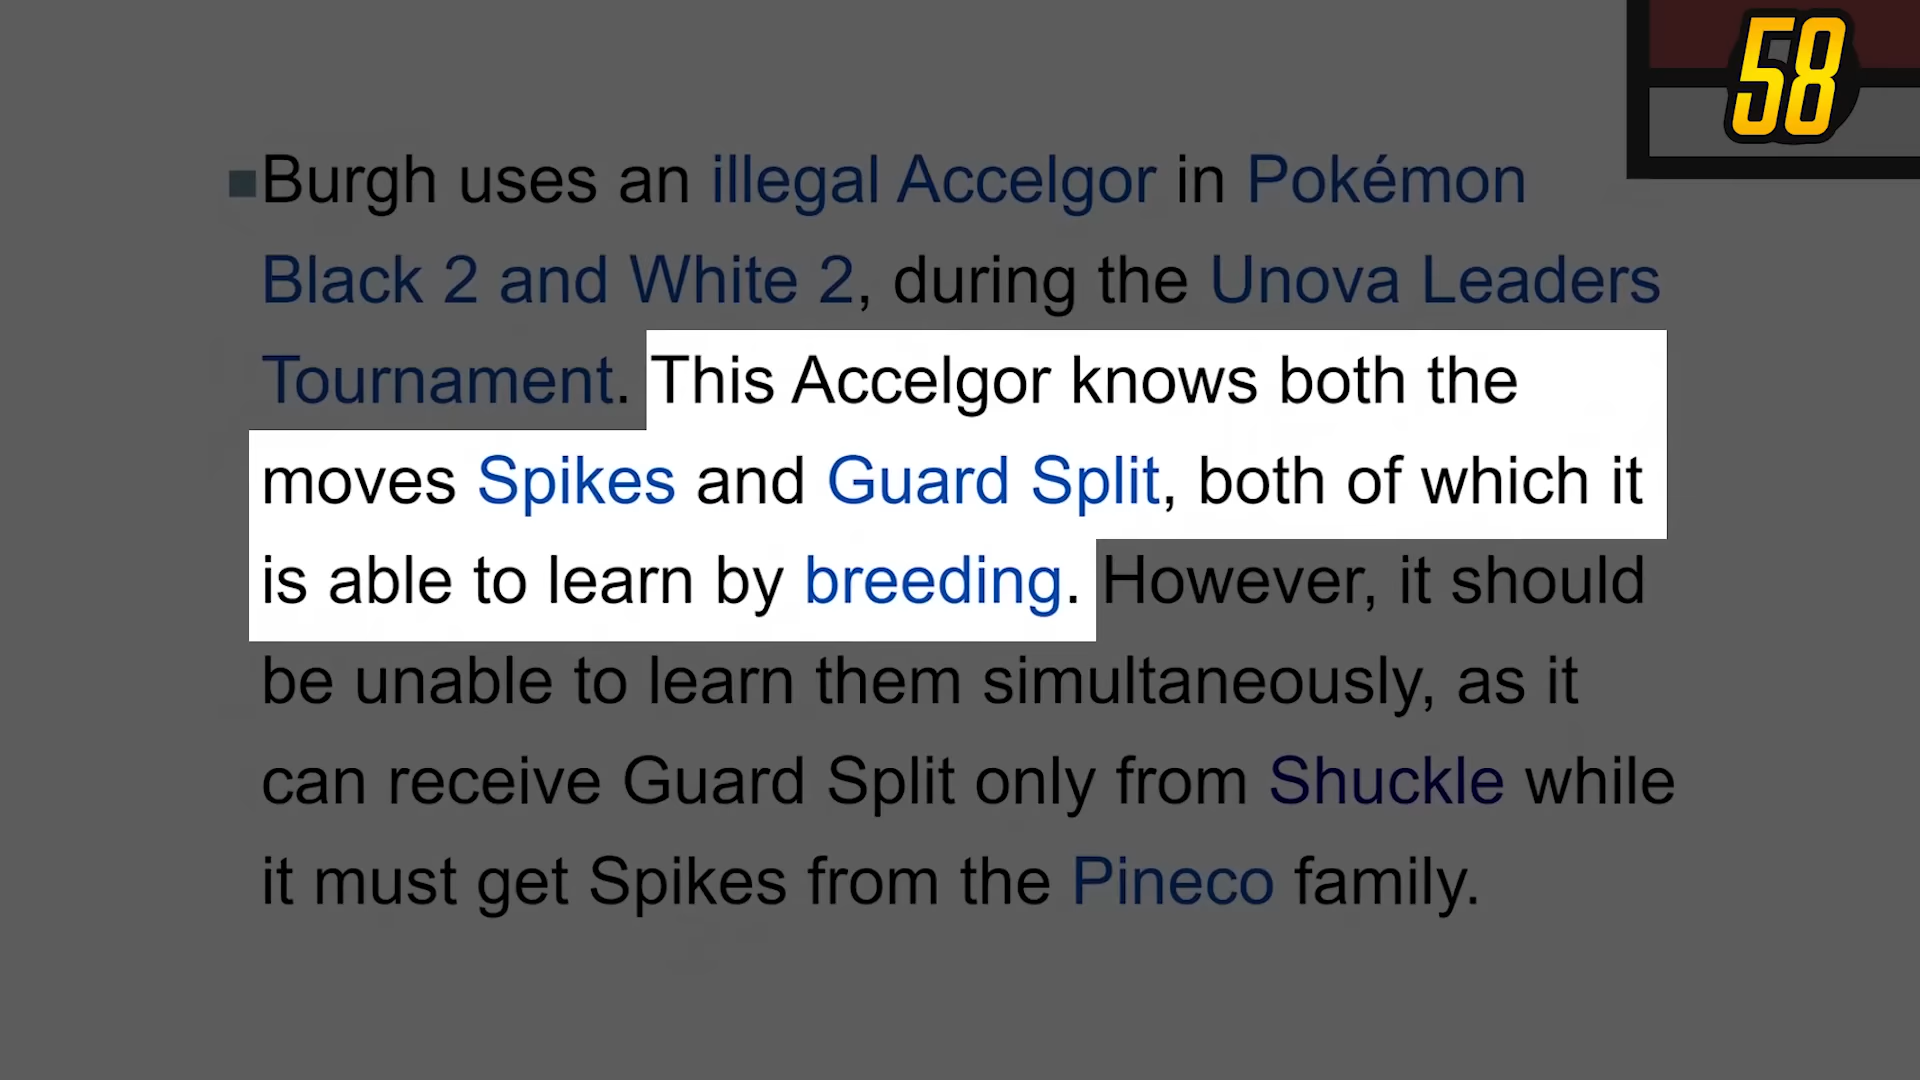 58
Burgh uses an illegal Accelgor in Pokémon
Black 2 and White 2, during the Unova Leaders
Tournament. This Accelgor knows both the
moves Spikes and Guard Split, both of which it
is able to learn by breeding. However, it should
be unable to learn them simultaneously, as it
can receive Guard Split only from Shuckle while
it must get Spikes from the Pineco family.